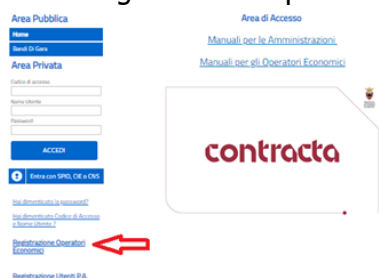 Area Pubblica
Home
Bandi Di Gara
Area Privata
Codice di accesso
Nome Utente
Password
ACCEDI
Entra con SPID, CIE o CNS
Hai dimenticato la password?
Hai dimenticato Codice di Accesso
e Nome Utente ?
Registrazione Operatori
Economici
Registrazione Utenti P.A.
Area di Accesso
Manuali per le Amministrazioni
Manuali per gli Operatori Economici
contracta